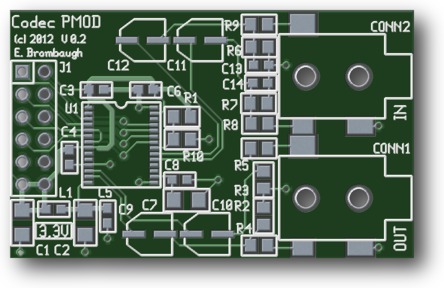 Codec PMOD
(c) 2012 V 0.2
E. Brombaugh
J1
C12
C11
R9
R6
C13
C14
R7
R8
CONN2
IN
C3
U1
C6
R1
C4
R10
C8
L1
C5
C9
C7
C10
R5
R3
R2
R4
CONN1
OUT
3.3V
C1 C2